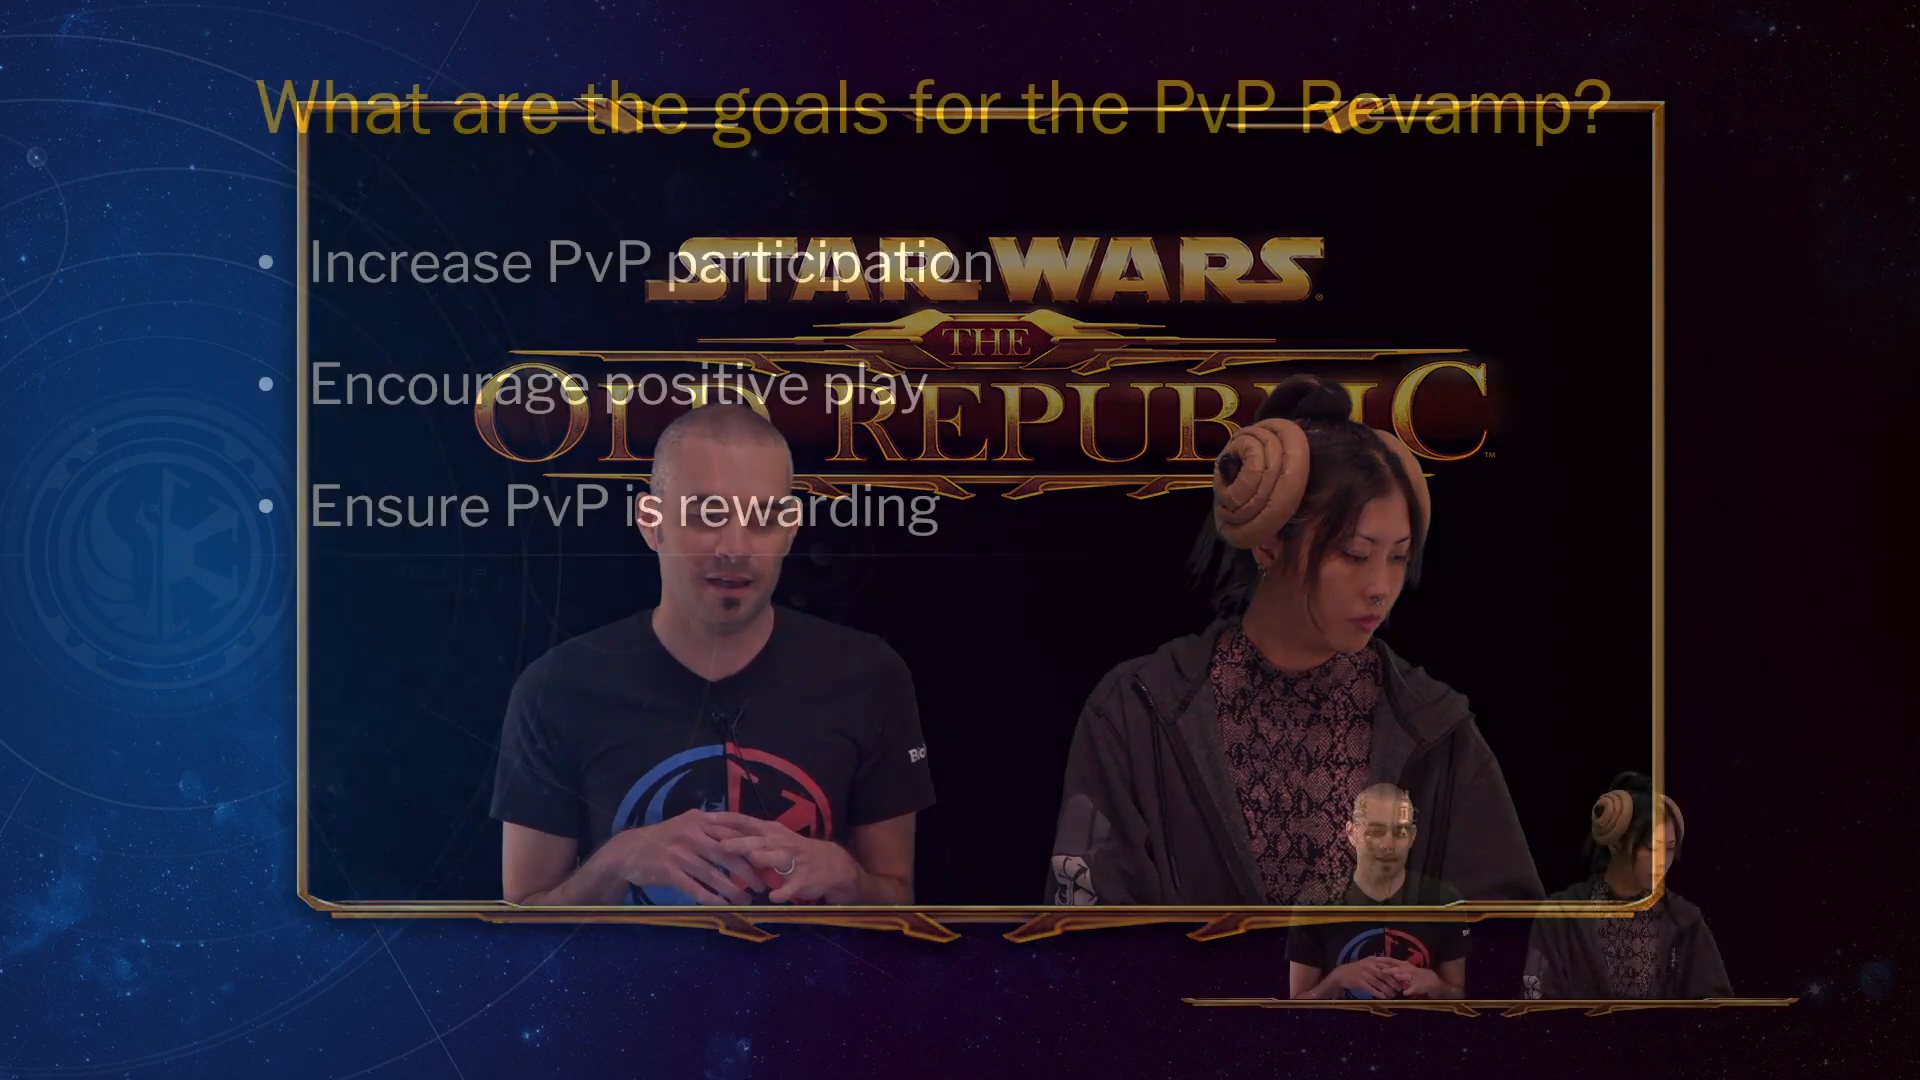 What are the goals for the PvP Revamp?
• Increase PvP participation
STAR WARS
THE
OLD REPUBLIC™
• Encourage positive play
• Ensure PvP is rewarding